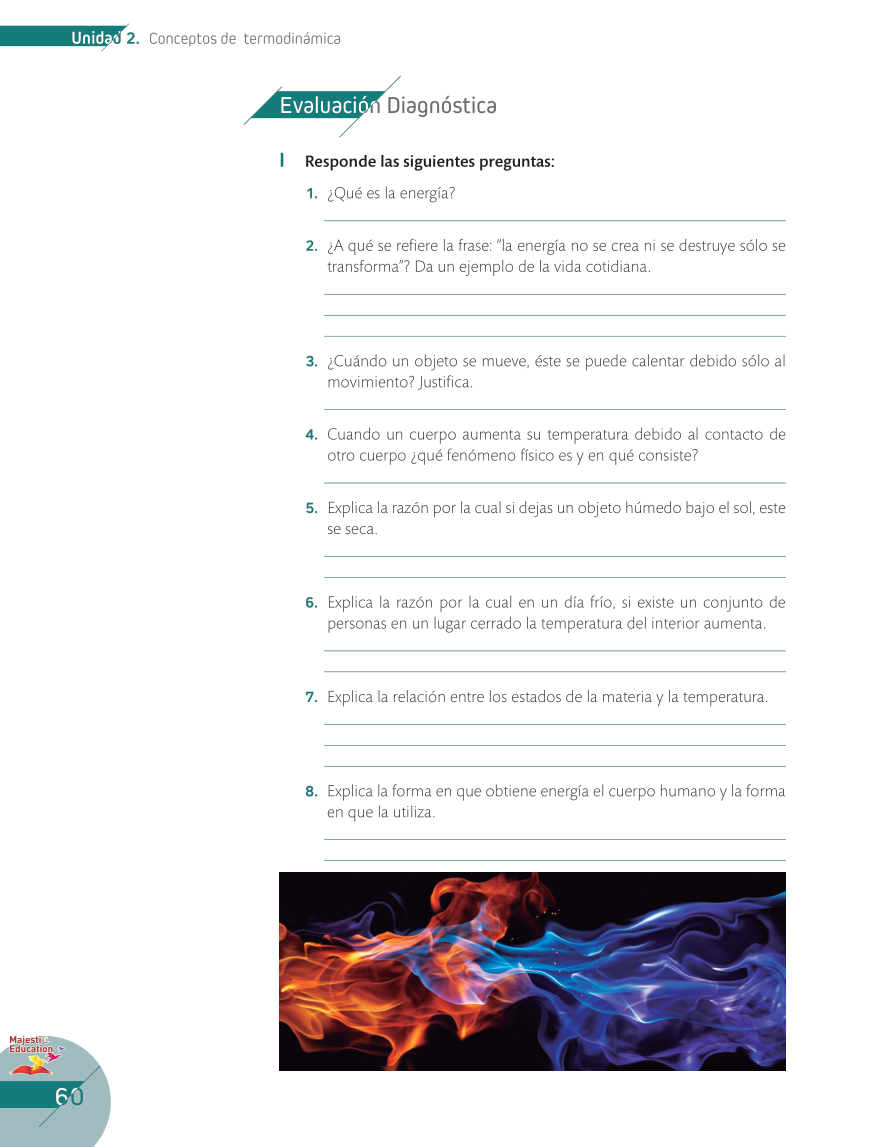 Unidad 2. Conceptos de termodinámica
Evaluación Diagnóstica
I Responde las siguientes preguntas:
1. ¿Qué es la energía?
2. ¿A qué se refiere la frase: “la energía no se crea ni se destruye sólo se
transforma”? Da un ejemplo de la vida cotidiana.
3. ¿Cuándo un objeto se mueve, éste se puede calentar debido sólo al
movimiento? Justifica.
4. Cuando un cuerpo aumenta su temperatura debido al contacto de
otro cuerpo ¿qué fenómeno físico es y en qué consiste?
5. Explica la razón por la cual si dejas un objeto húmedo bajo el sol, este
se seca.
6. Explica la razón por la cual en un día frío, si existe un conjunto de
personas en un lugar cerrado la temperatura del interior aumenta.
7. Explica la relación entre los estados de la materia y la temperatura.
8. Explica la forma en que obtiene energía el cuerpo humano y la forma
en que la utiliza.
Majestic
Education
60